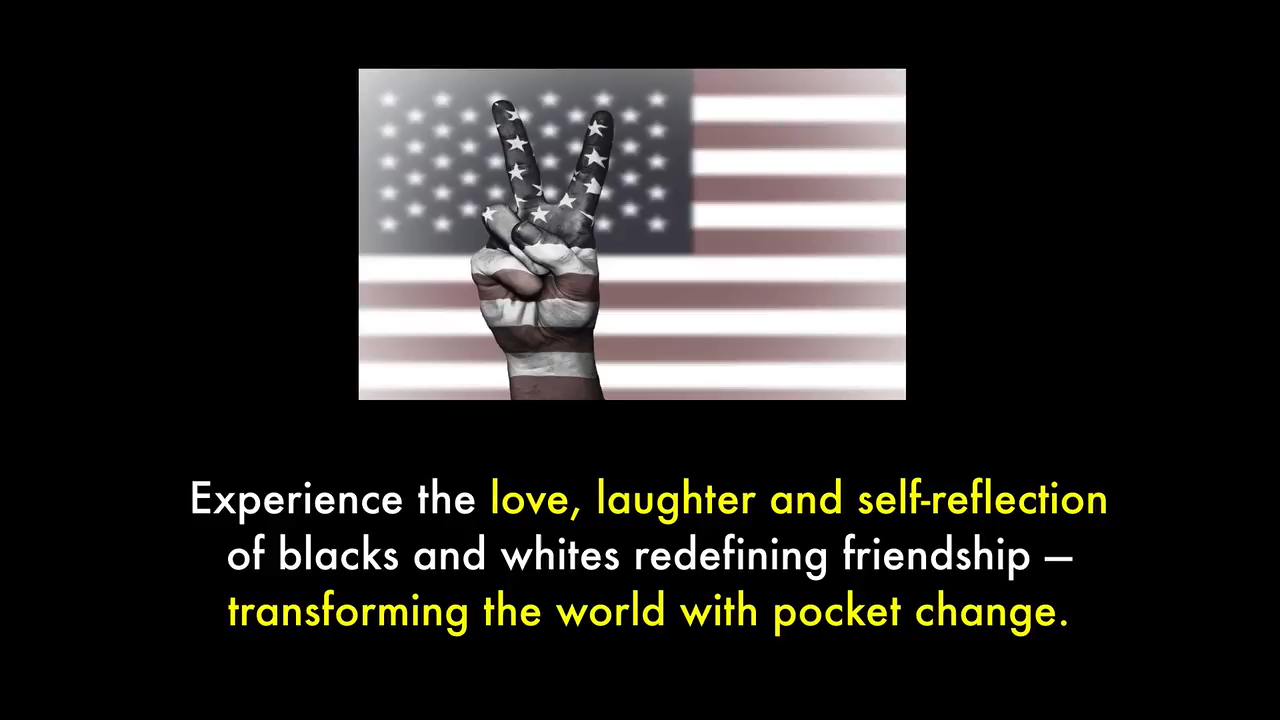 Experience the love, laughter and self-reflection
of blacks and whites redefining friendship —
transforming the world with pocket change.